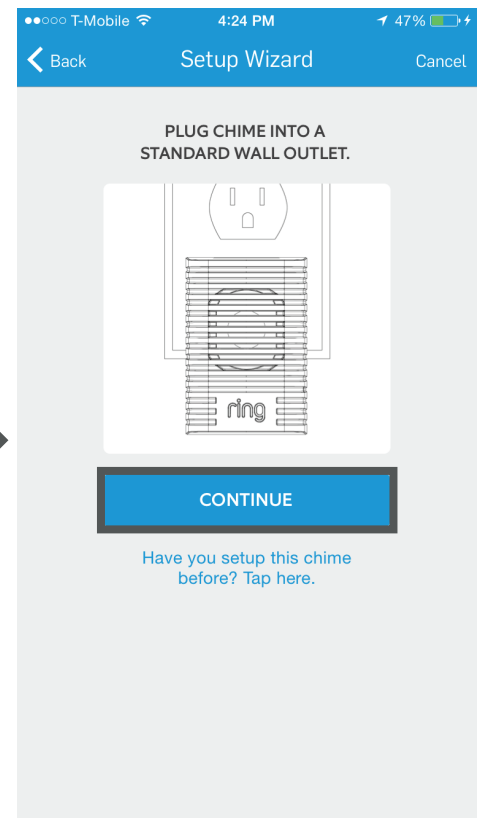 T-Mobile 4:24 PM 47%
Back Setup Wizard Cancel
PLUG CHIME INTO A
STANDARD WALL OUTLET.
ring
CONTINUE
Have you setup this chime
before? Tap here.